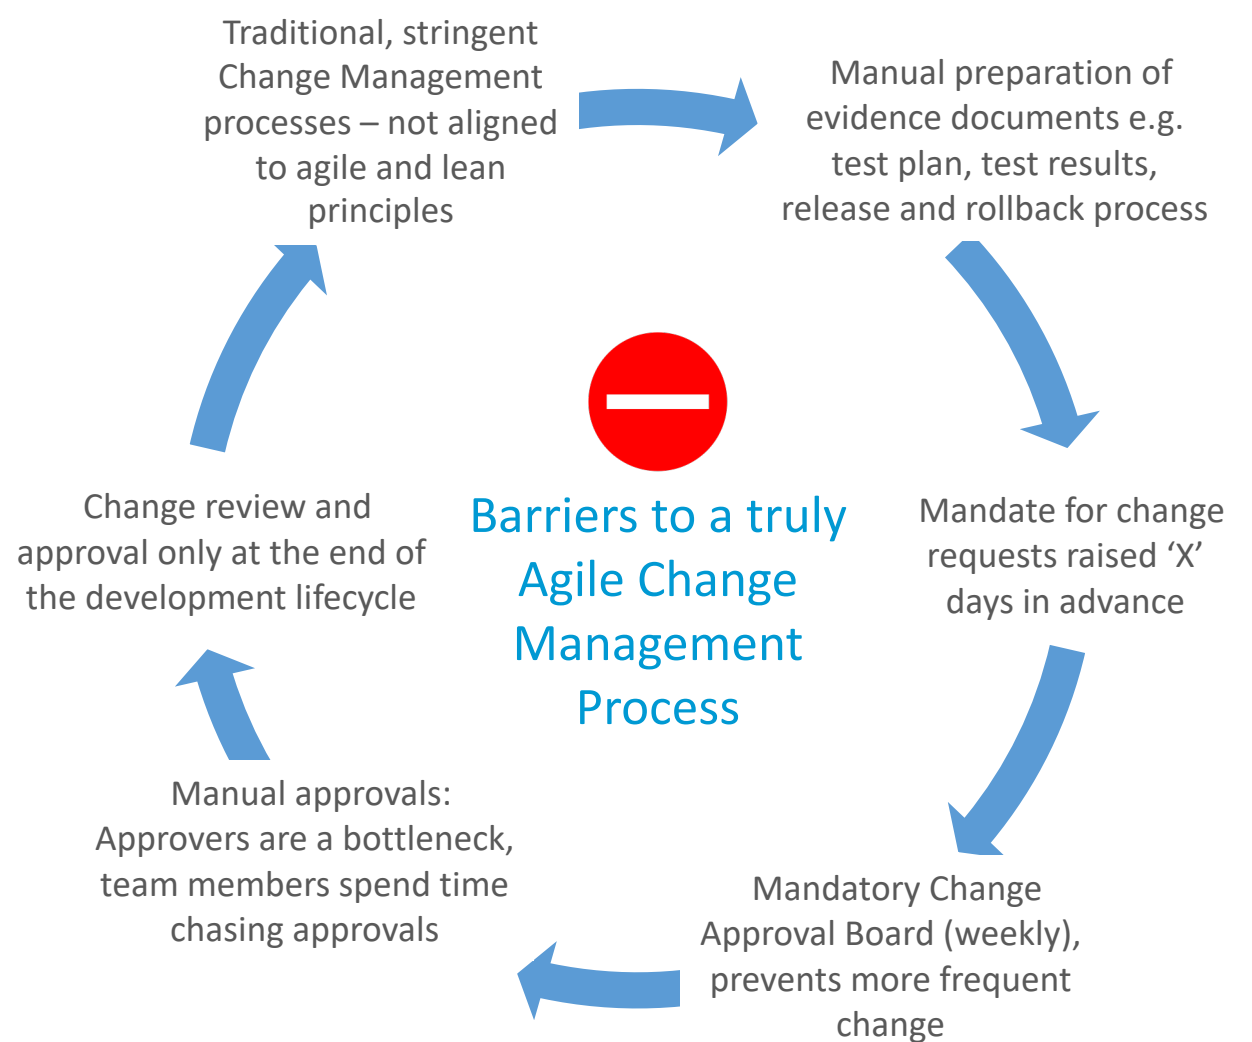 Traditional, stringent
Change Management
processes – not aligned
to agile and lean
principles
Manual preparation of
evidence documents e.g.
test plan, test results,
release and rollback process
Mandate for change
requests raised ‘X’
days in advance
Mandatory Change
Approval Board (weekly),
prevents more frequent
change
Manual approvals:
Approvers are a bottleneck,
team members spend time
chasing approvals
Change review and
approval only at the end of
the development lifecycle
Barriers to a truly
Agile Change
Management
Process